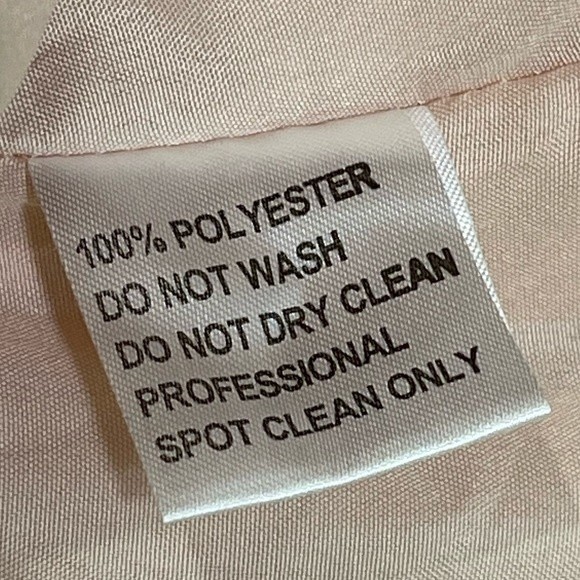 100% POLYESTER
DO NOT WASH
DO NOT DRY CLEAN
PROFESSIONAL
SPOT CLEAN ONLY